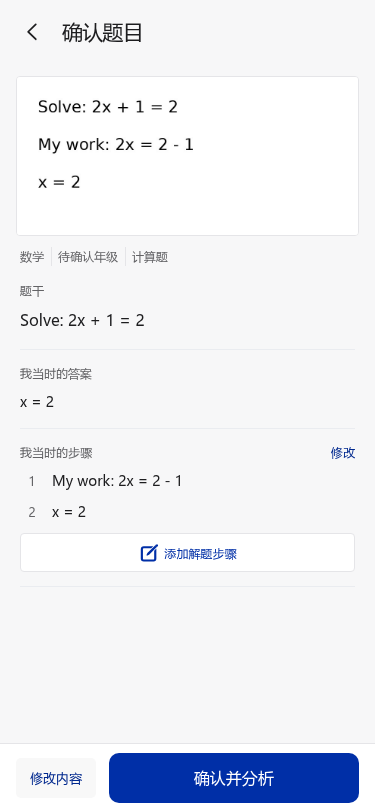 确认题目
Solve: 2x + 1 = 2
My work: 2x = 2 - 1
x = 2
数学 待确认年级 计算题
题干
Solve: 2x + 1 = 2
我当时的答案
x = 2
我当时的步骤 修改
1 My work: 2x = 2 - 1
2 x = 2
添加解题步骤
修改内容 确认并分析